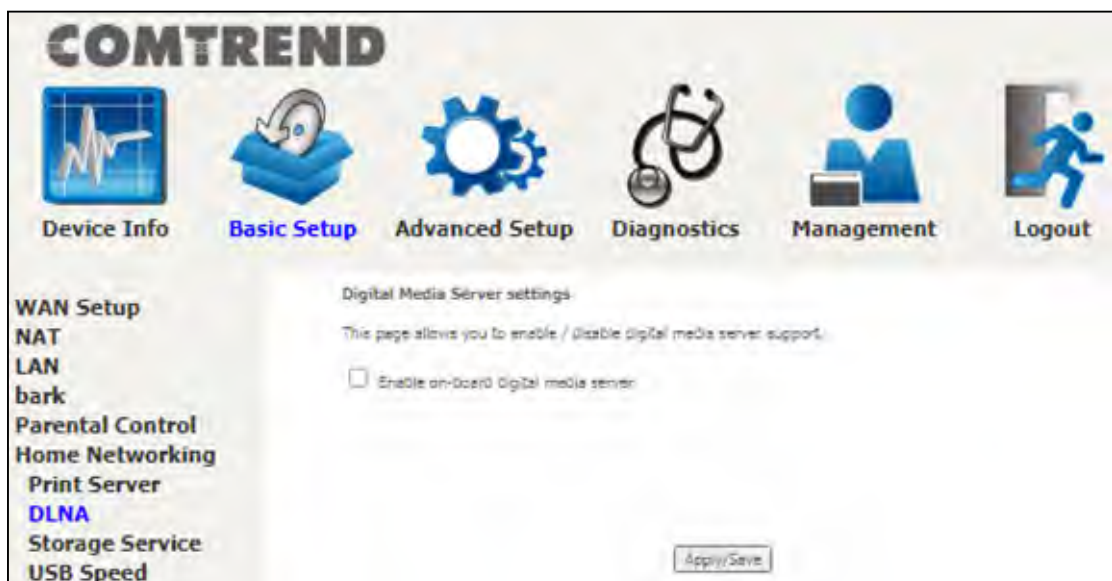 COMTREND
Device Info
Basic Setup
Advanced Setup
Diagnostics
Management
Logout
WAN Setup
NAT
LAN
bark
Parental Control
Home Networking
Print Server
DLNA
Storage Service
USB Speed
Digital Media Server settings
This page allows you to enable / disable digital media server support.
Enable on-board digital media server
Apply/Save